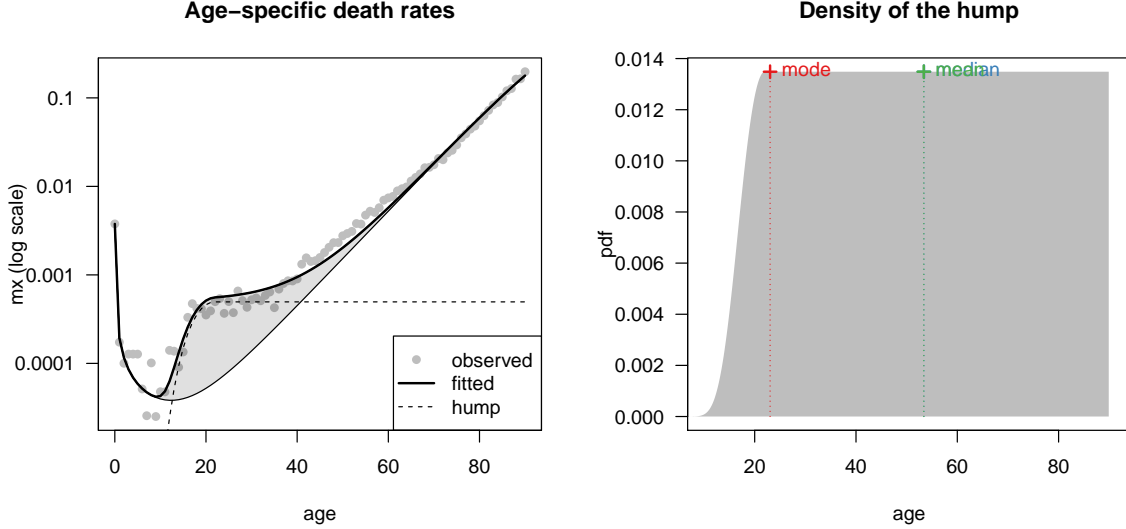 Age−specific death rates
mx (log scale)
0.1
0.01
0.001
0.0001
0 20 40 60 80
age
observed
fitted
hump
Density of the hump
pdf
0.014
0.012
0.010
0.008
0.006
0.004
0.002
0.000
mode
median
mean
20 40 60 80
age